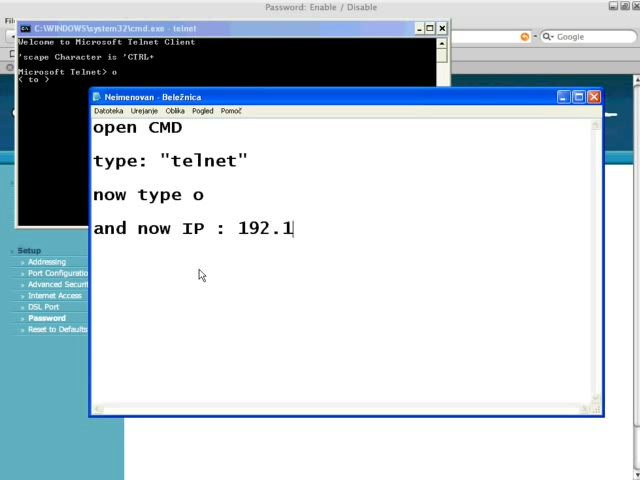 Password: Enable / Disable
C:\WINDOWS\system32\cmd.exe - telnet
Google
Welcome to Microsoft Telnet Client
'scape Character is 'CTRL+
Microsoft Telnet> o
( to )
Neimenovan - Beležnica
Datoteka Urejanje Oblika Pogled Pomoč
open CMD
type: "telnet"
now type o
and now IP : 192.1
Setup
» Addressing
» Port Configuratio
» Advanced Securi
» Internet Access
» DSL Port
» Password
» Reset to Defaults